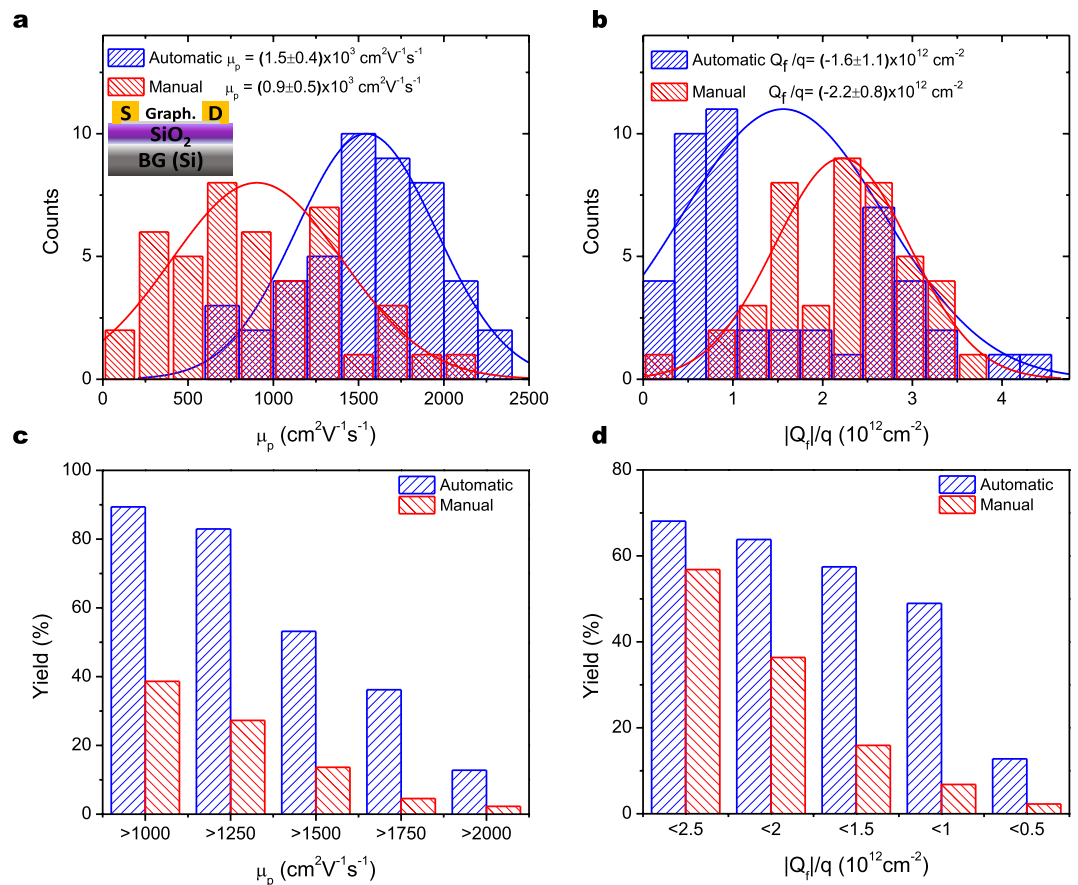 a
Automatic μp = (1.5±0.4)x10³ cm²V⁻¹s⁻¹
Manual μp = (0.9±0.5)x10³ cm²V⁻¹s⁻¹
S Graph. D
SiO₂
BG (Si)
10
5
0
Counts
0 500 1000 1500 2000 2500
μp (cm²V⁻¹s⁻¹)
b
Automatic Qf /q= (-1.6±1.1)x10¹² cm⁻²
Manual Qf /q= (-2.2±0.8)x10¹² cm⁻²
10
5
0
Counts
0 1 2 3 4
|Qf|/q (10¹²cm⁻²)
c
Automatic
Manual
100
80
60
40
20
0
Yield (%)
>1000 >1250 >1500 >1750 >2000
μp (cm²V⁻¹s⁻¹)
d
Automatic
Manual
80
60
40
20
0
Yield (%)
<2.5 <2 <1.5 <1 <0.5
|Qf|/q (10¹²cm⁻²)